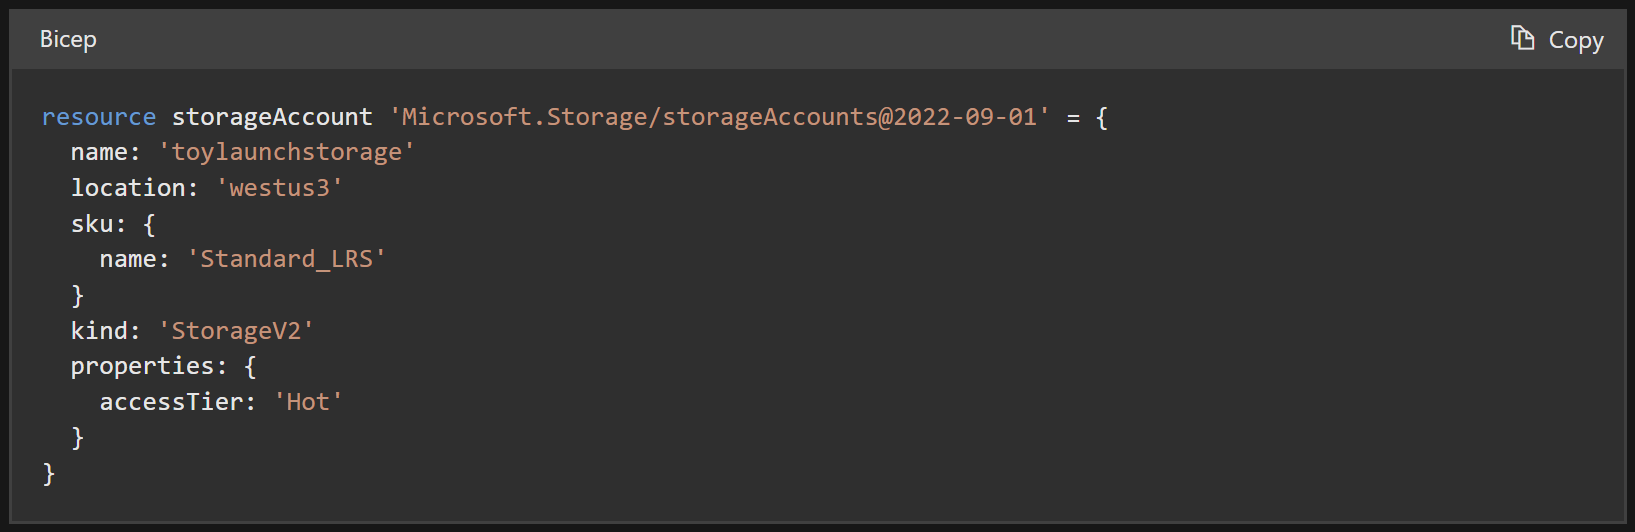 Bicep
Copy
resource storageAccount 'Microsoft.Storage/storageAccounts@2022-09-01' = {
  name: 'toylaunchstorage'
  location: 'westus3'
  sku: {
    name: 'Standard_LRS'
  }
  kind: 'StorageV2'
  properties: {
    accessTier: 'Hot'
  }
}